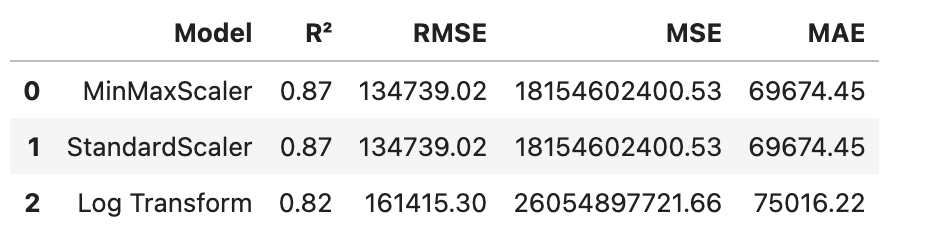 Model R² RMSE MSE MAE
0 MinMaxScaler 0.87 134739.02 18154602400.53 69674.45
1 StandardScaler 0.87 134739.02 18154602400.53 69674.45
2 Log Transform 0.82 161415.30 26054897721.66 75016.22